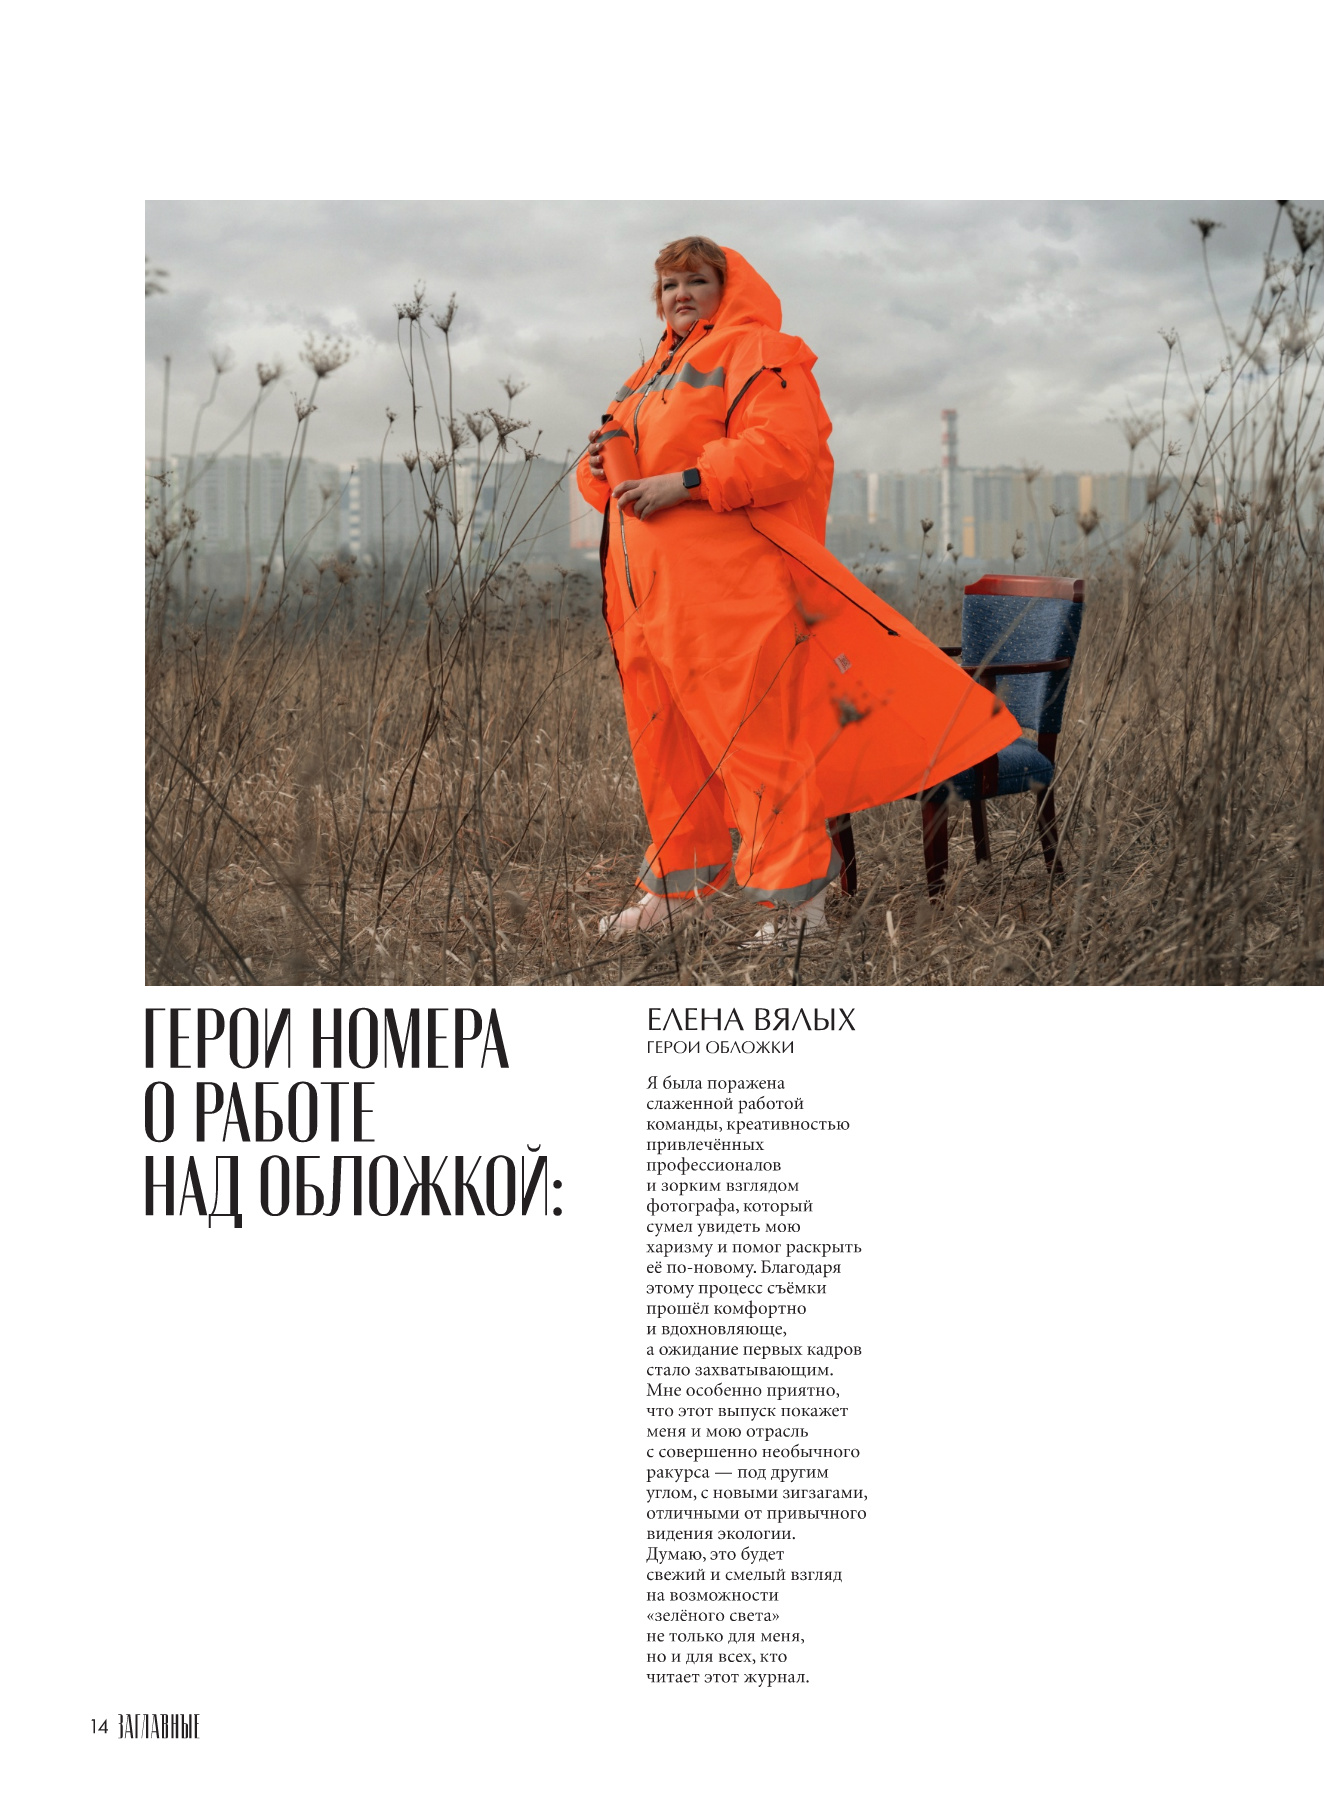 ГЕРОИ НОМЕРА
О РАБОТЕ
НАД ОБЛОЖКОЙ:
ЕЛЕНА ВЯЛЫХ
ГЕРОИ ОБЛОЖКИ
Я была поражена
слаженной работой
команды, креативностью
привлечённых
профессионалов
и зорким взглядом
фотографа, который
сумел увидеть мою
харизму и помог раскрыть
её по-новому. Благодаря
этому процесс съёмки
прошёл комфортно
и вдохновляюще,
а ожидание первых кадров
стало захватывающим.
Мне особенно приятно,
что этот выпуск покажет
меня и мою отрасль
с совершенно необычного
ракурса — под другим
углом, с новыми зигзагами,
отличными от привычного
видения экологии.
Думаю, это будет
свежий и смелый взгляд
на возможности
«зелёного света»
не только для меня,
но и для всех, кто
читает этот журнал.
14 ЗАГЛАВНЫЕ